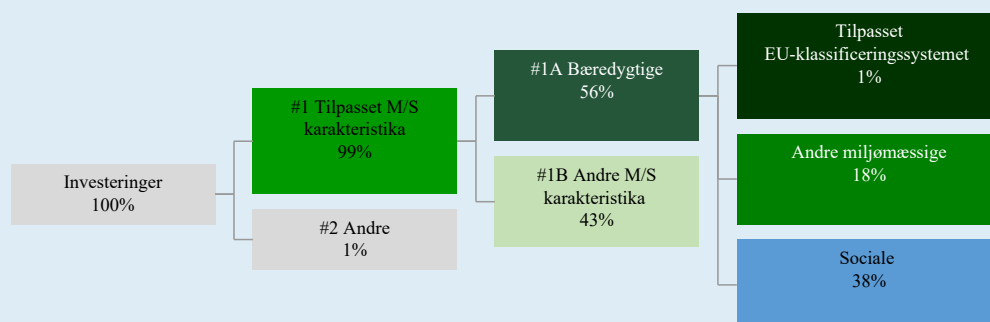 Investeringer
100%
#1 Tilpasset M/S
karakteristika
99%
#2 Andre
1%
#1A Bæredygtige
56%
#1B Andre M/S
karakteristika
43%
Tilpasset
EU-klassificeringssystemet
1%
Andre miljømæssige
18%
Sociale
38%